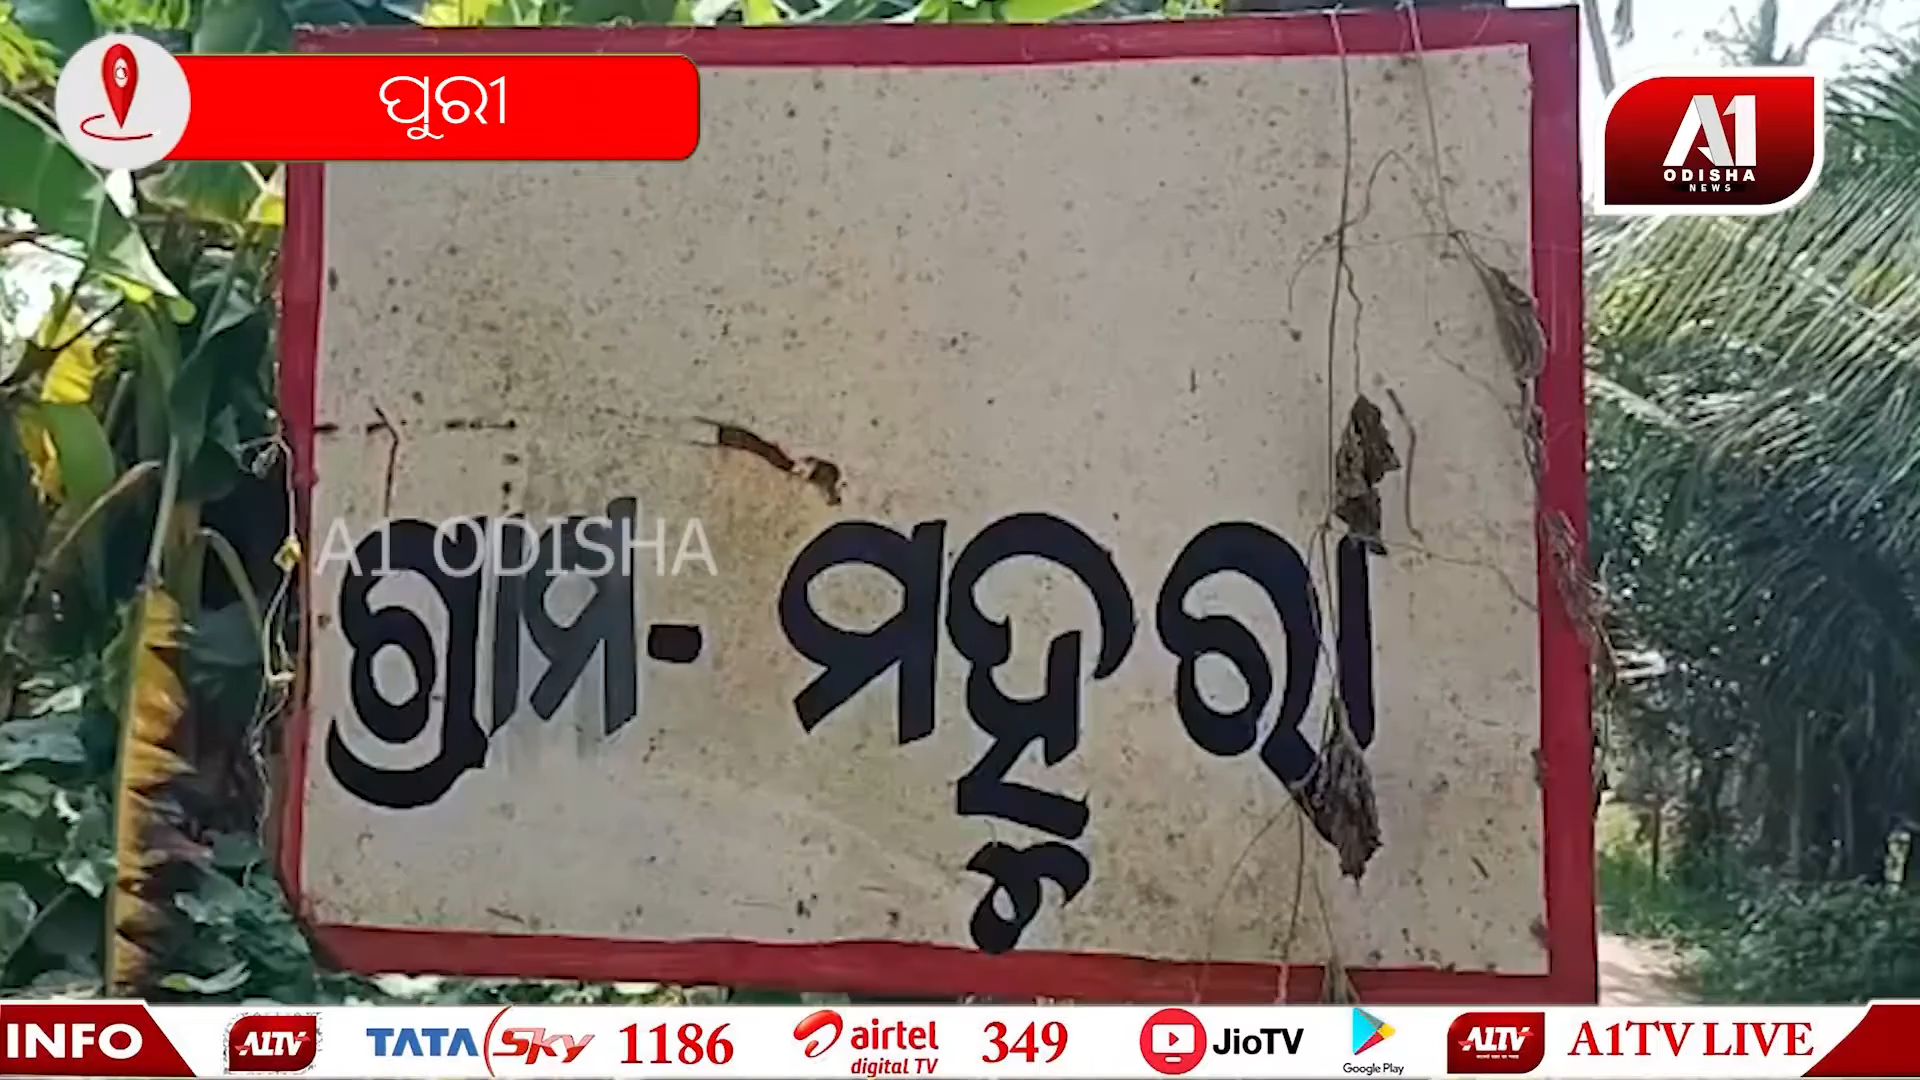 ପୁରୀ
A1
ODISHA
NEWS
A1 ODISHA
ଗ୍ରାମ- ମହୁରା
INFO A1TV TATA Sky 1186 airtel digital TV 349 JioTV Google Play A1TV A1TV LIVE